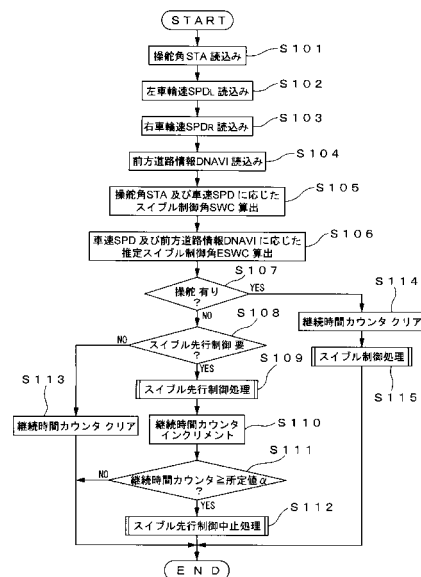 START
操舵角STA 読込み
S101
左車輪速SPDL 読込み
S102
右車輪速SPDR 読込み
S103
前方道路情報DNAVI 読込み
S104
操舵角STA 及び車速SPD に応じた
スイブル制御角SWC 算出
S105
車速SPD 及び前方道路情報DNAVI に応じた
推定スイブル制御角ESWC 算出
S106
操舵 有り
?
S107
YES
NO
スイブル先行制御 要
?
S108
NO
YES
継続時間カウンタ クリア
S114
スイブル制御処理
S115
スイブル先行制御処理
S109
継続時間カウンタ クリア
S113
継続時間カウンタ
インクリメント
S110
継続時間カウンタ≧所定値α
?
S111
NO
YES
スイブル先行制御中止処理
S112
END